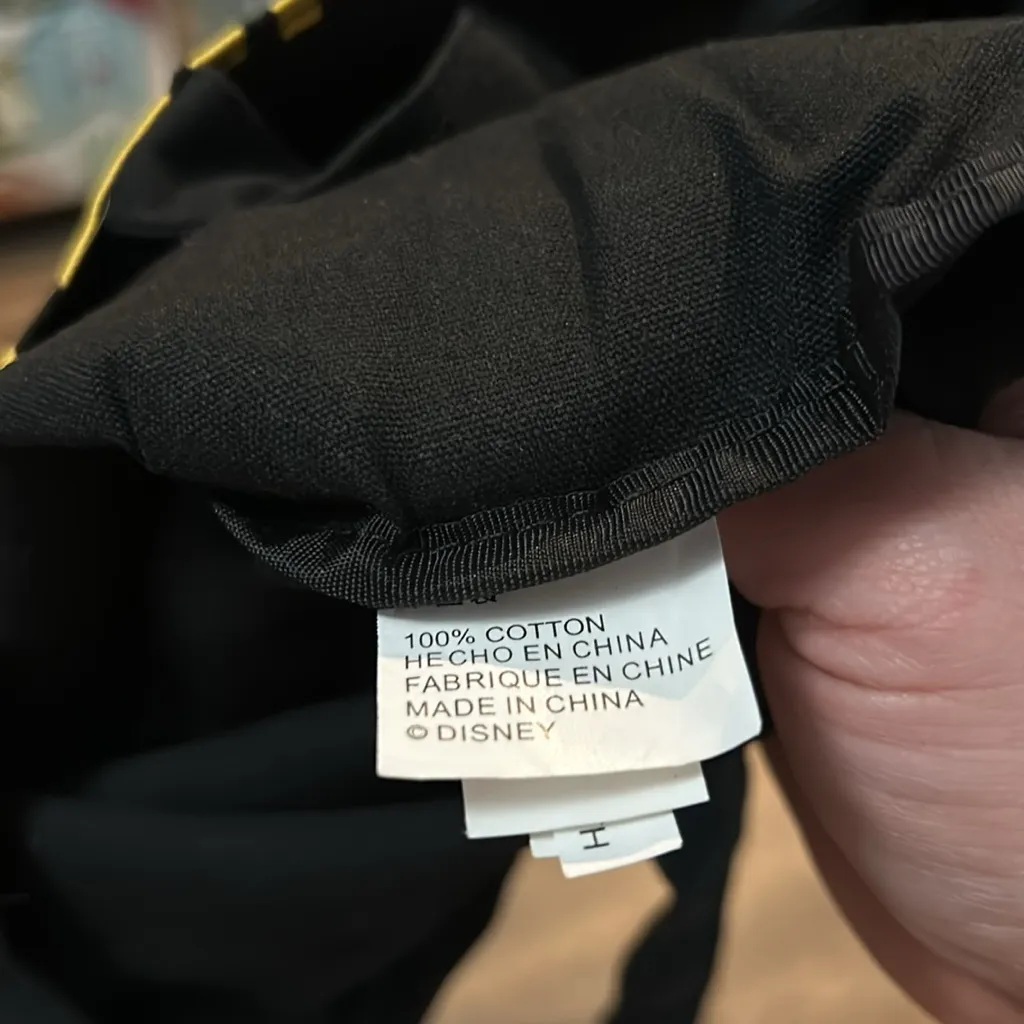 100% COTTON
HECHO EN CHINA
FABRIQUE EN CHINE
MADE IN CHINA
© DISNEY
H